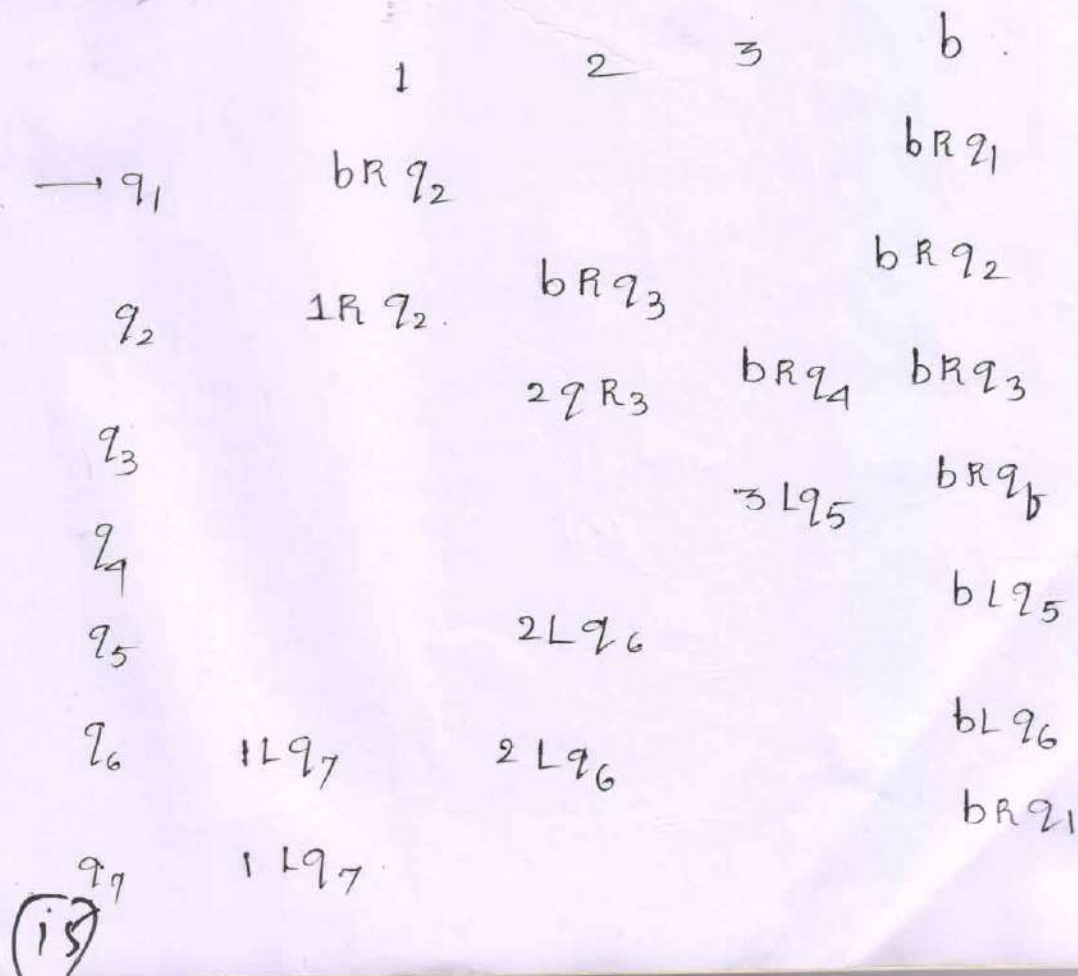 1 2 3 b
→ q1 bR q2 bR q1
q2 1R q2 bR q3 bR q2
q3 2 q R3 bR q4 bR q3
q4 3 L q5 bR qf
q5 2 L q6 b L q5
q6 1 L q7 2 L q6 bL q6
q7 1 L q7 bR q1